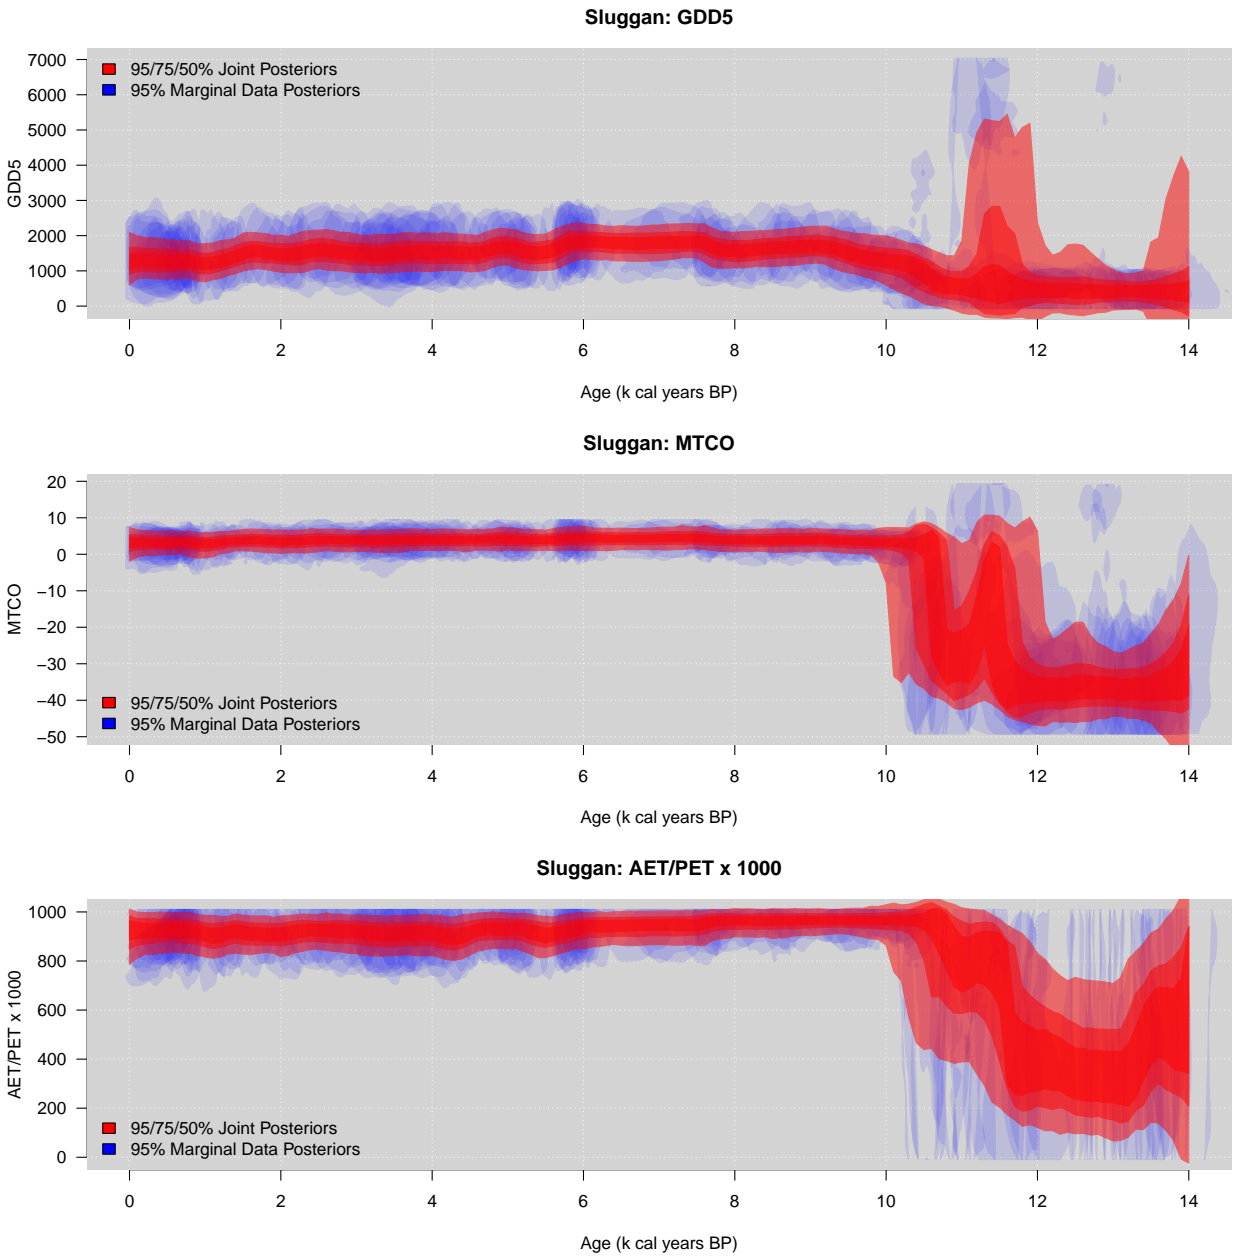 Sluggan: GDD5
7000
6000
5000
4000
3000
2000
1000
0
GDD5
95/75/50% Joint Posteriors
95% Marginal Data Posteriors
0 2 4 6 8 10 12 14
Age (k cal years BP)
Sluggan: MTCO
20
10
0
−10
−20
−30
−40
−50
MTCO
95/75/50% Joint Posteriors
95% Marginal Data Posteriors
0 2 4 6 8 10 12 14
Age (k cal years BP)
Sluggan: AET/PET x 1000
1000
800
600
400
200
0
AET/PET x 1000
95/75/50% Joint Posteriors
95% Marginal Data Posteriors
0 2 4 6 8 10 12 14
Age (k cal years BP)